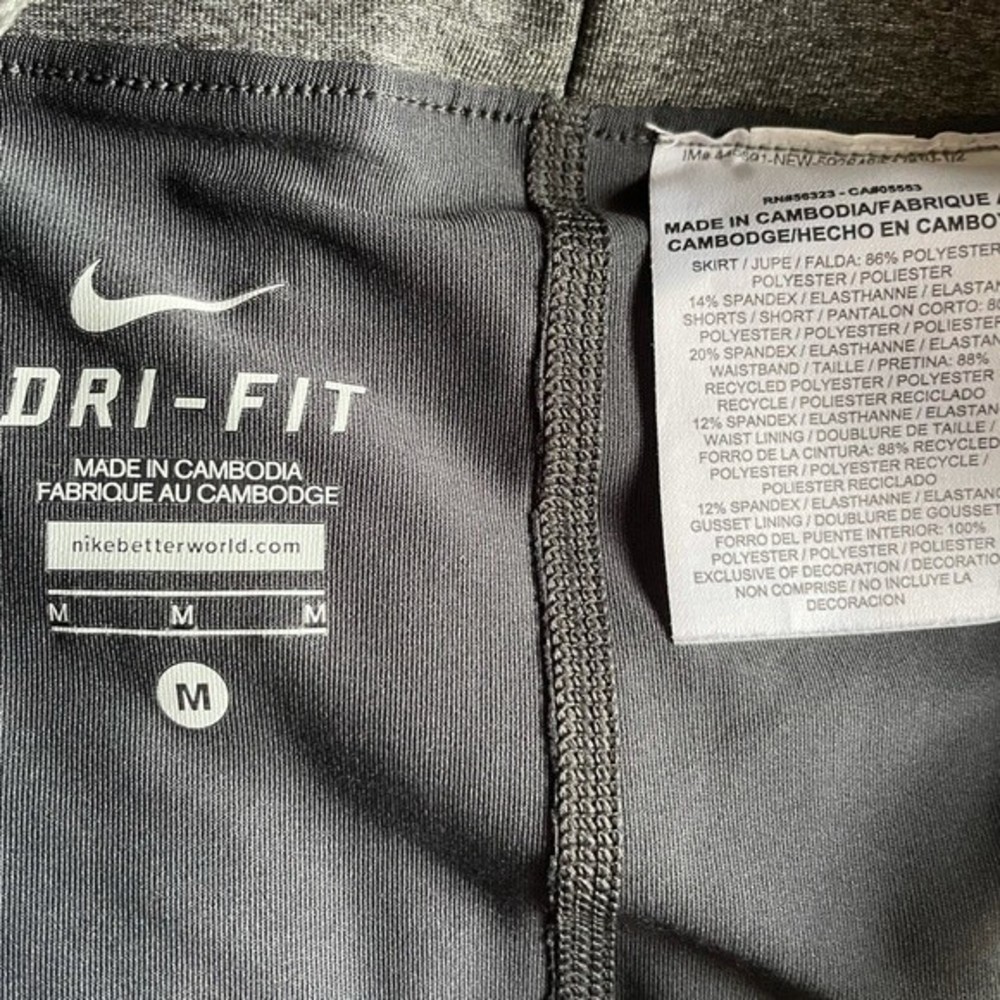 DRI-FIT
MADE IN CAMBODIA
FABRIQUE AU CAMBODGE
nikebetterworld.com
M M M
M
RN#56323 - CA#05553
MADE IN CAMBODIA/FABRIQUE
CAMBODGE/HECHO EN CAMBO
SKIRT / JUPE / FALDA: 86% POLYESTER
POLYESTER / POLIESTER
14% SPANDEX / ELASTHANNE / ELASTAN
SHORTS / SHORT / PANTALON CORTO:
POLYESTER / POLYESTER / POLIESTER
20% SPANDEX / ELASTHANNE / ELASTAN
WAISTBAND / TAILLE / PRETINA: 88%
RECYCLED POLYESTER / POLYESTER
RECYCLE / POLIESTER RECICLADO
12% SPANDEX / ELASTHANNE / ELASTAN
WAIST LINING / DOUBLURE DE TAILLE /
FORRO DE LA CINTURA: 88% RECYCLED
POLYESTER / POLYESTER RECYCLE /
POLIESTER RECICLADO
12% SPANDEX / ELASTHANNE / ELASTAN
GUSSET LINING / DOUBLURE DE GOUSSET
FORRO DEL PUENTE INTERIOR: 100%
POLYESTER / POLYESTER / POLIESTER
EXCLUSIVE OF DECORATION / DECORATIO
NON COMPRISE / NO INCLUYE LA
DECORACION